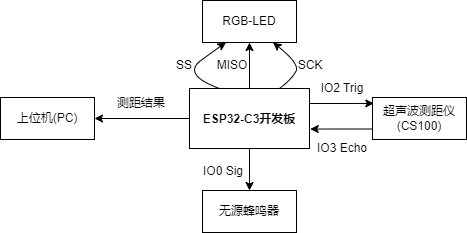 RGB-LED
SS
MISO
SCK
IO2 Trig
测距结果
上位机(PC)
ESP32-C3开发板
超声波测距仪
(CS100)
IO3 Echo
IO0 Sig
无源蜂鸣器